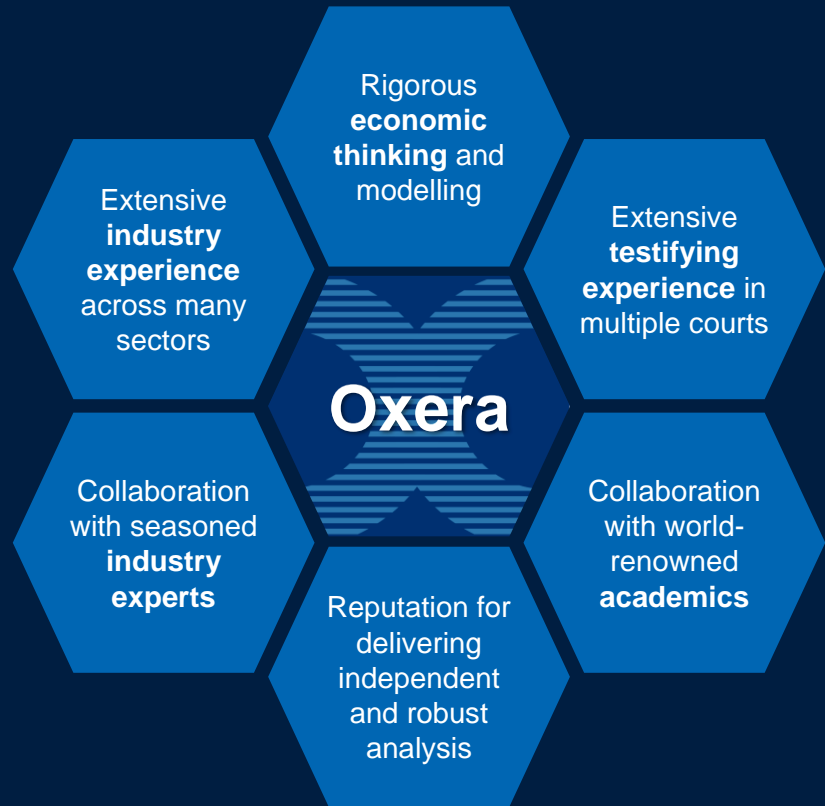 Rigorous
economic
thinking and
modelling
Extensive
industry
experience
across many
sectors
Extensive
testifying
experience in
multiple courts
Oxera
Collaboration
with seasoned
industry
experts
Collaboration
with world-
renowned
academics
Reputation for
delivering
independent
and robust
analysis